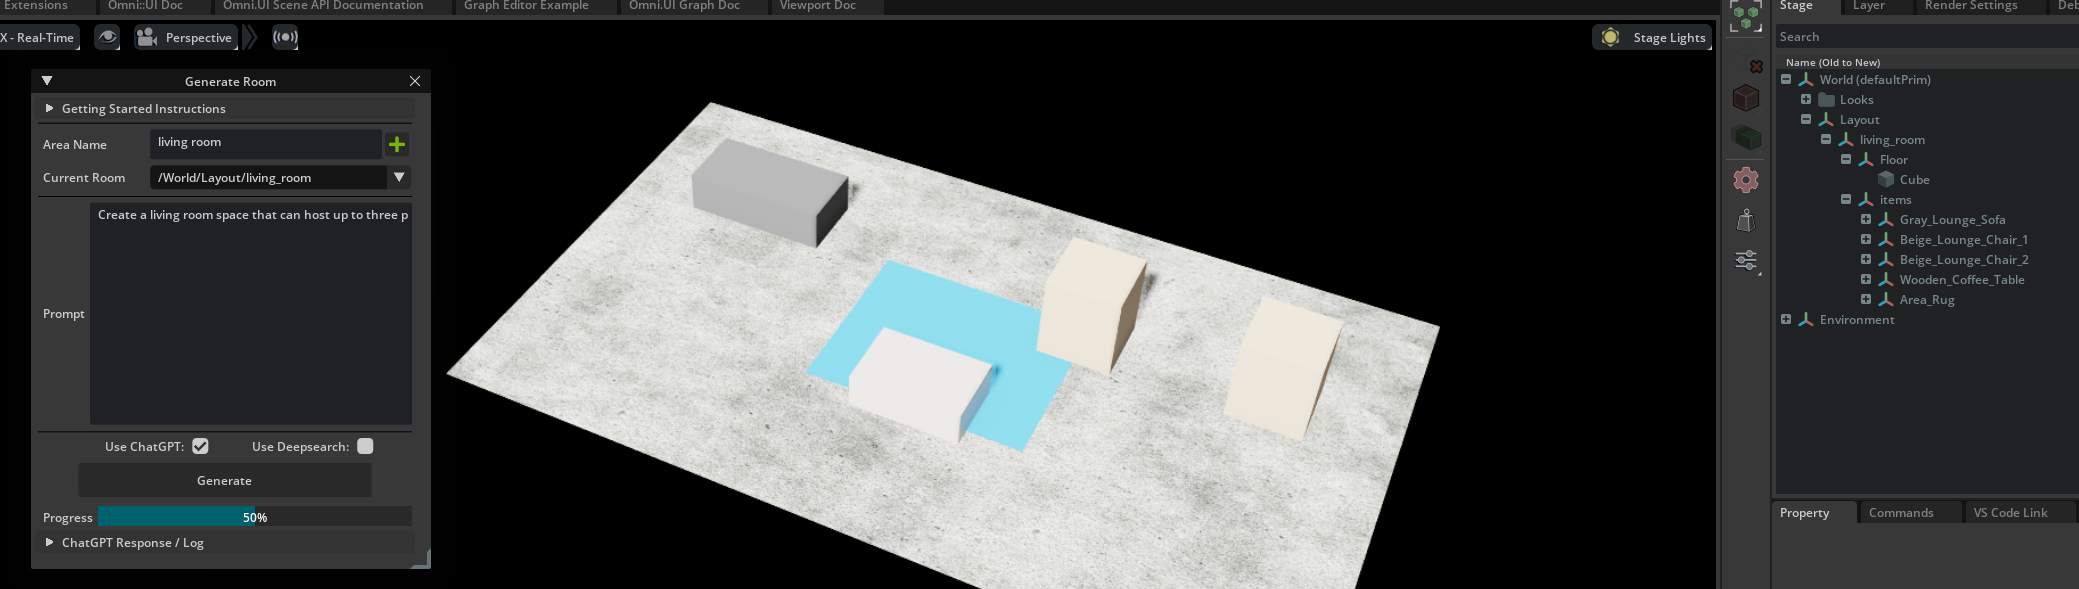 Extensions
Omni::UI Doc
Omni.UI Scene API Documentation
Graph Editor Example
Omni.UI Graph Doc
Viewport Doc
X - Real-Time
Perspective
Stage Lights
Generate Room
Getting Started Instructions
Area Name
living room
Current Room
/World/Layout/living_room
Prompt
Create a living room space that can host up to three p
Use ChatGPT:
Use Deepsearch:
Generate
Progress
50%
ChatGPT Response / Log
Stage
Layer
Render Settings
Deb
Search
Name (Old to New)
World (defaultPrim)
Looks
Layout
living_room
Floor
Cube
items
Gray_Lounge_Sofa
Beige_Lounge_Chair_1
Beige_Lounge_Chair_2
Wooden_Coffee_Table
Area_Rug
Environment
Property
Commands
VS Code Link